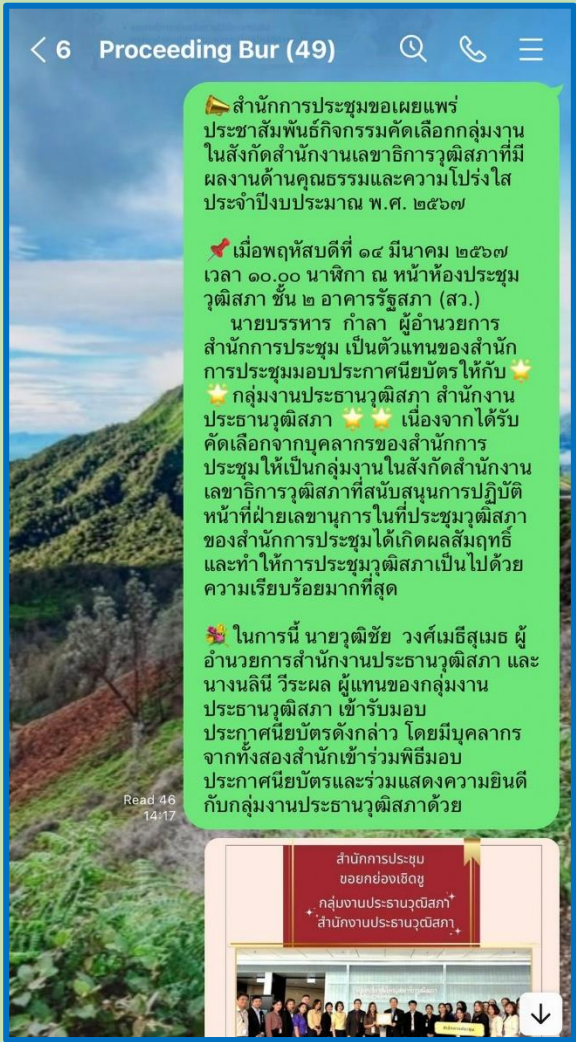 6 Proceeding Bur (49)
📣สำนักการประชุมขอเผยแพร่
ประชาสัมพันธ์กิจกรรมคัดเลือกกลุ่มงาน
ในสังกัดสำนักงานเลขาธิการวุฒิสภาที่มี
ผลงานด้านคุณธรรมและความโปร่งใส
ประจำปีงบประมาณ พ.ศ. ๒๕๖๗
📌เมื่อพฤหัสบดีที่ ๑๔ มีนาคม ๒๕๖๗
เวลา ๑๐.๐๐ นาฬิกา ณ หน้าห้องประชุม
วุฒิสภา ชั้น ๒ อาคารรัฐสภา (สว.)
นายบรรหาร กำลา ผู้อำนวยการ
สำนักการประชุม เป็นตัวแทนของสำนัก
การประชุมมอบประกาศนียบัตรให้กับ🌟
🌟กลุ่มงานประธานวุฒิสภา สำนักงาน
ประธานวุฒิสภา 🌟 🌟 เนื่องจากได้รับ
คัดเลือกจากบุคลากรของสำนักการ
ประชุมให้เป็นกลุ่มงานในสังกัดสำนักงาน
เลขาธิการวุฒิสภาที่สนับสนุนการปฏิบัติ
หน้าที่ฝ่ายเลขานุการในที่ประชุมวุฒิสภา
ของสำนักการประชุมได้เกิดผลสัมฤทธิ์
และทำให้การประชุมวุฒิสภาเป็นไปด้วย
ความเรียบร้อยมากที่สุด
💐 ในการนี้ นายวุฒิชัย วงศ์เมธีสุเมธ ผู้
อำนวยการสำนักงานประธานวุฒิสภา และ
นางนลินี วีระผล ผู้แทนของกลุ่มงาน
ประธานวุฒิสภา เข้ารับมอบ
ประกาศนียบัตรดังกล่าว โดยมีบุคลากร
จากทั้งสองสำนักเข้าร่วมพิธีมอบ
ประกาศนียบัตรและร่วมแสดงความยินดี
กับกลุ่มงานประธานวุฒิสภาด้วย
Read 46
14:17
สำนักการประชุม
ขอยกย่องเชิดชู
กลุ่มงานประธานวุฒิสภา
สำนักงานประธานวุฒิสภา